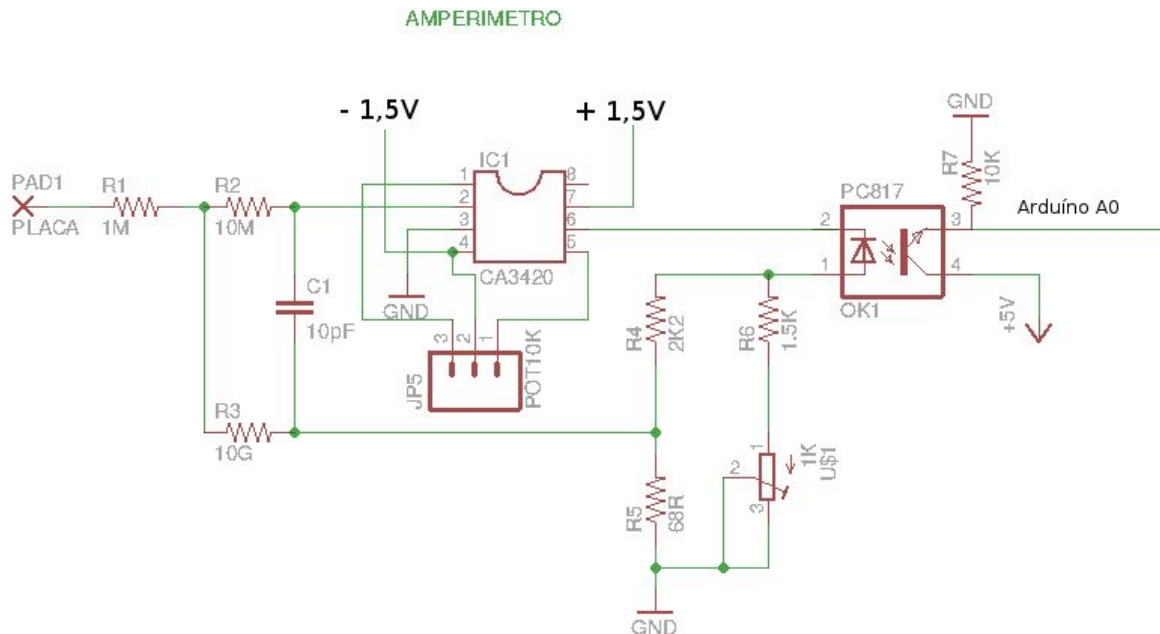 AMPERIMETRO
- 1,5V
+ 1,5V
GND
IC1
PAD1
R1
R2
1
8
PC817
R7
10K
PLACA
1M
10M
2
7
2
3
Arduíno A0
3
6
4
5
1
4
CA3420
OK1
C1
GND
+5V
10pF
3
2
1
R4
2K2
R6
1.5K
JP5
POT10K
R3
10G
1
2
1K
U$1
R5
68R
3
GND